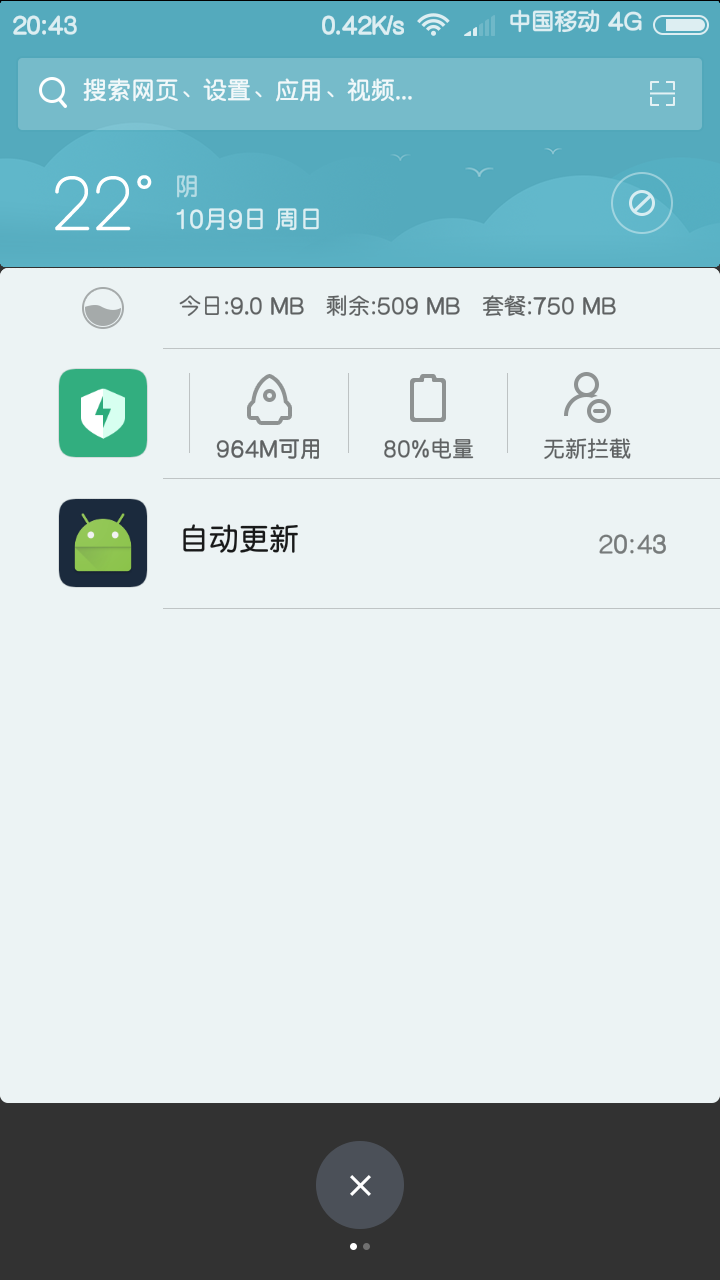 20:43 0.42K/s 中国移动 4G
搜索网页、设置、应用、视频...
22° 阴
10月9日 周日
今日:9.0 MB 剩余:509 MB 套餐:750 MB
964M可用 80%电量 无新拦截
自动更新 20:43